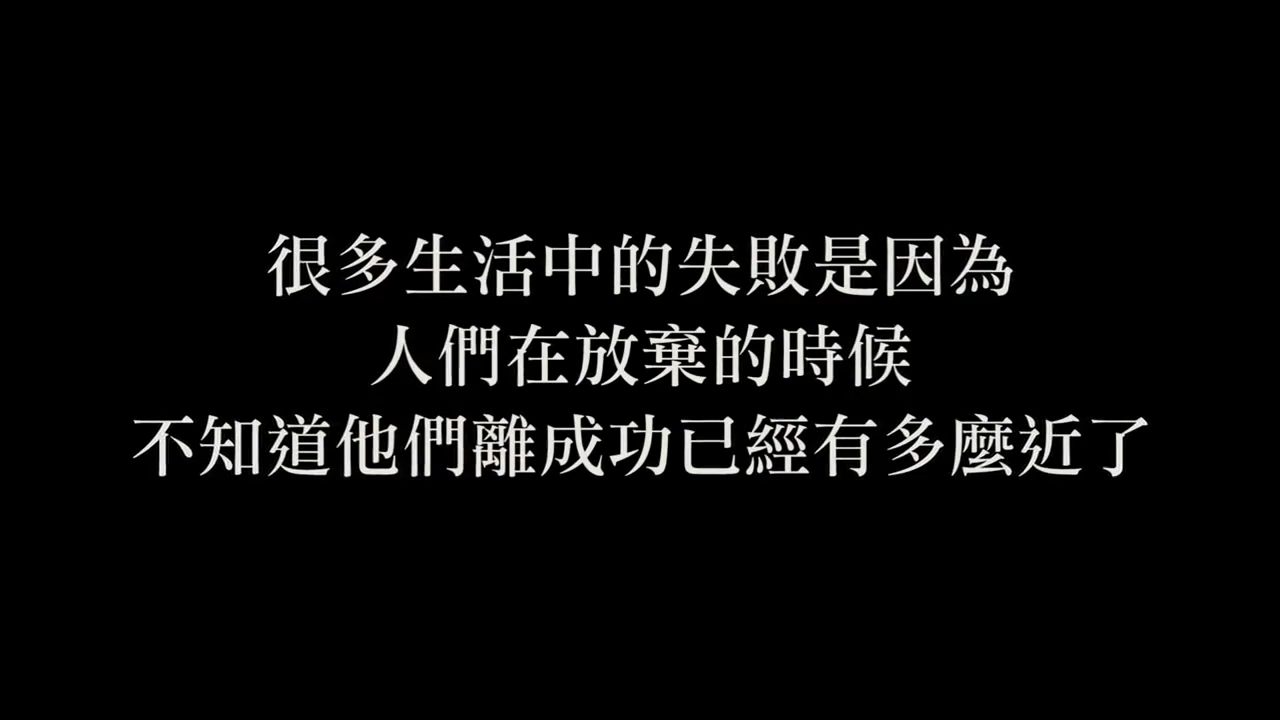 很多生活中的失敗是因為
人們在放棄的時候
不知道他們離成功已經有多麼近了